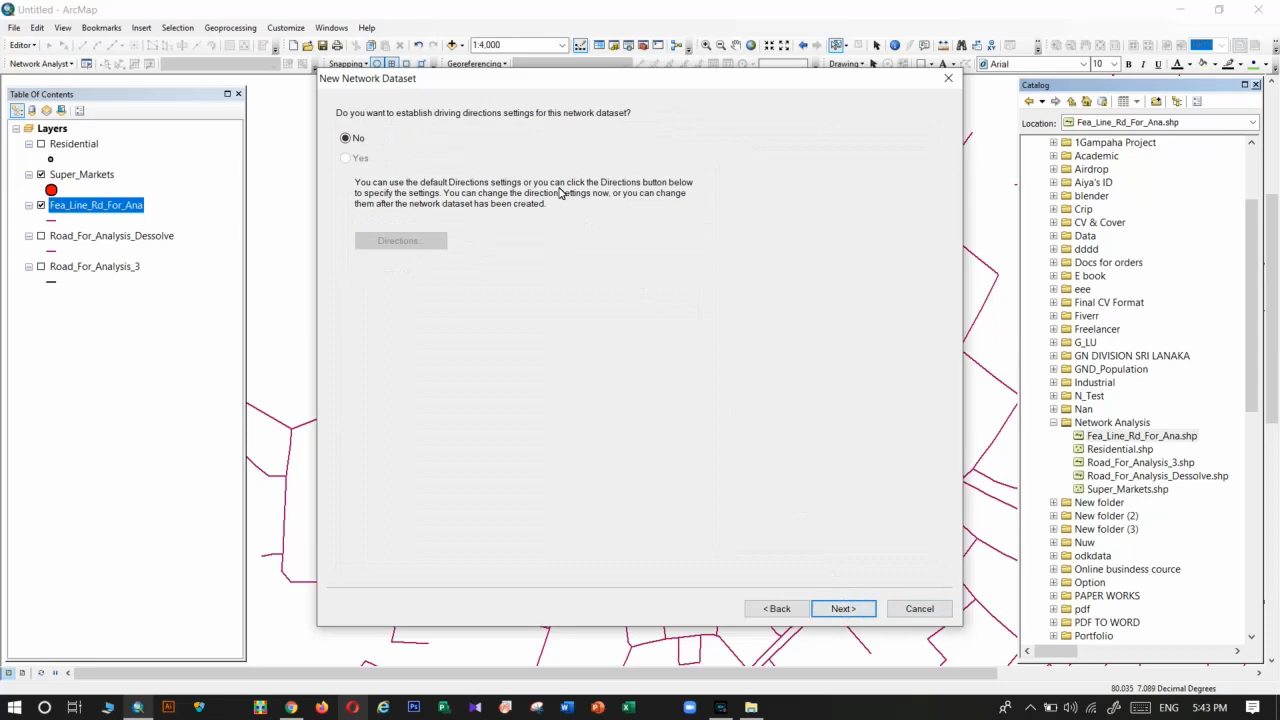 Untitled - ArcMap
File Edit View Bookmarks Insert Selection Geoprocessing Customize Windows Help
Editor 1:4,000
Network Analyst Snapping Georeferencing Drawing Arial 10 B I U A
New Network Dataset
Table Of Contents
Layers
Residential
Super_Markets
Fea_Line_Rd_For_Ana
Road_For_Analysis_Dessolve
Road_For_Analysis_3
Do you want to establish driving directions settings for this network dataset?
No
Yes
You can use the default Directions settings or you can click the Directions button below
to specify the settings. You can change the direction settings now, or you can change
them after the network dataset has been created.
Directions...
< Back Next > Cancel
Catalog
Location: Fea_Line_Rd_For_Ana.shp
1Gampaha Project
Academic
Airdrop
Aiya's ID
blender
Crip
CV & Cover
Data
dddd
Docs for orders
E book
eee
Final CV Format
Fiverr
Freelancer
G_LU
GN DIVISION SRI LANAKA
GND_Population
Industrial
N_Test
Nan
Network Analysis
Fea_Line_Rd_For_Ana.shp
Residential.shp
Road_For_Analysis_3.shp
Road_For_Analysis_Dessolve.shp
Super_Markets.shp
New folder
New folder (2)
New folder (3)
Nuw
odkdata
Online busindess cource
Option
PAPER WORKS
pdf
PDF TO WORD
Portfolio
80.035 7.089 Decimal Degrees
ENG 5:43 PM